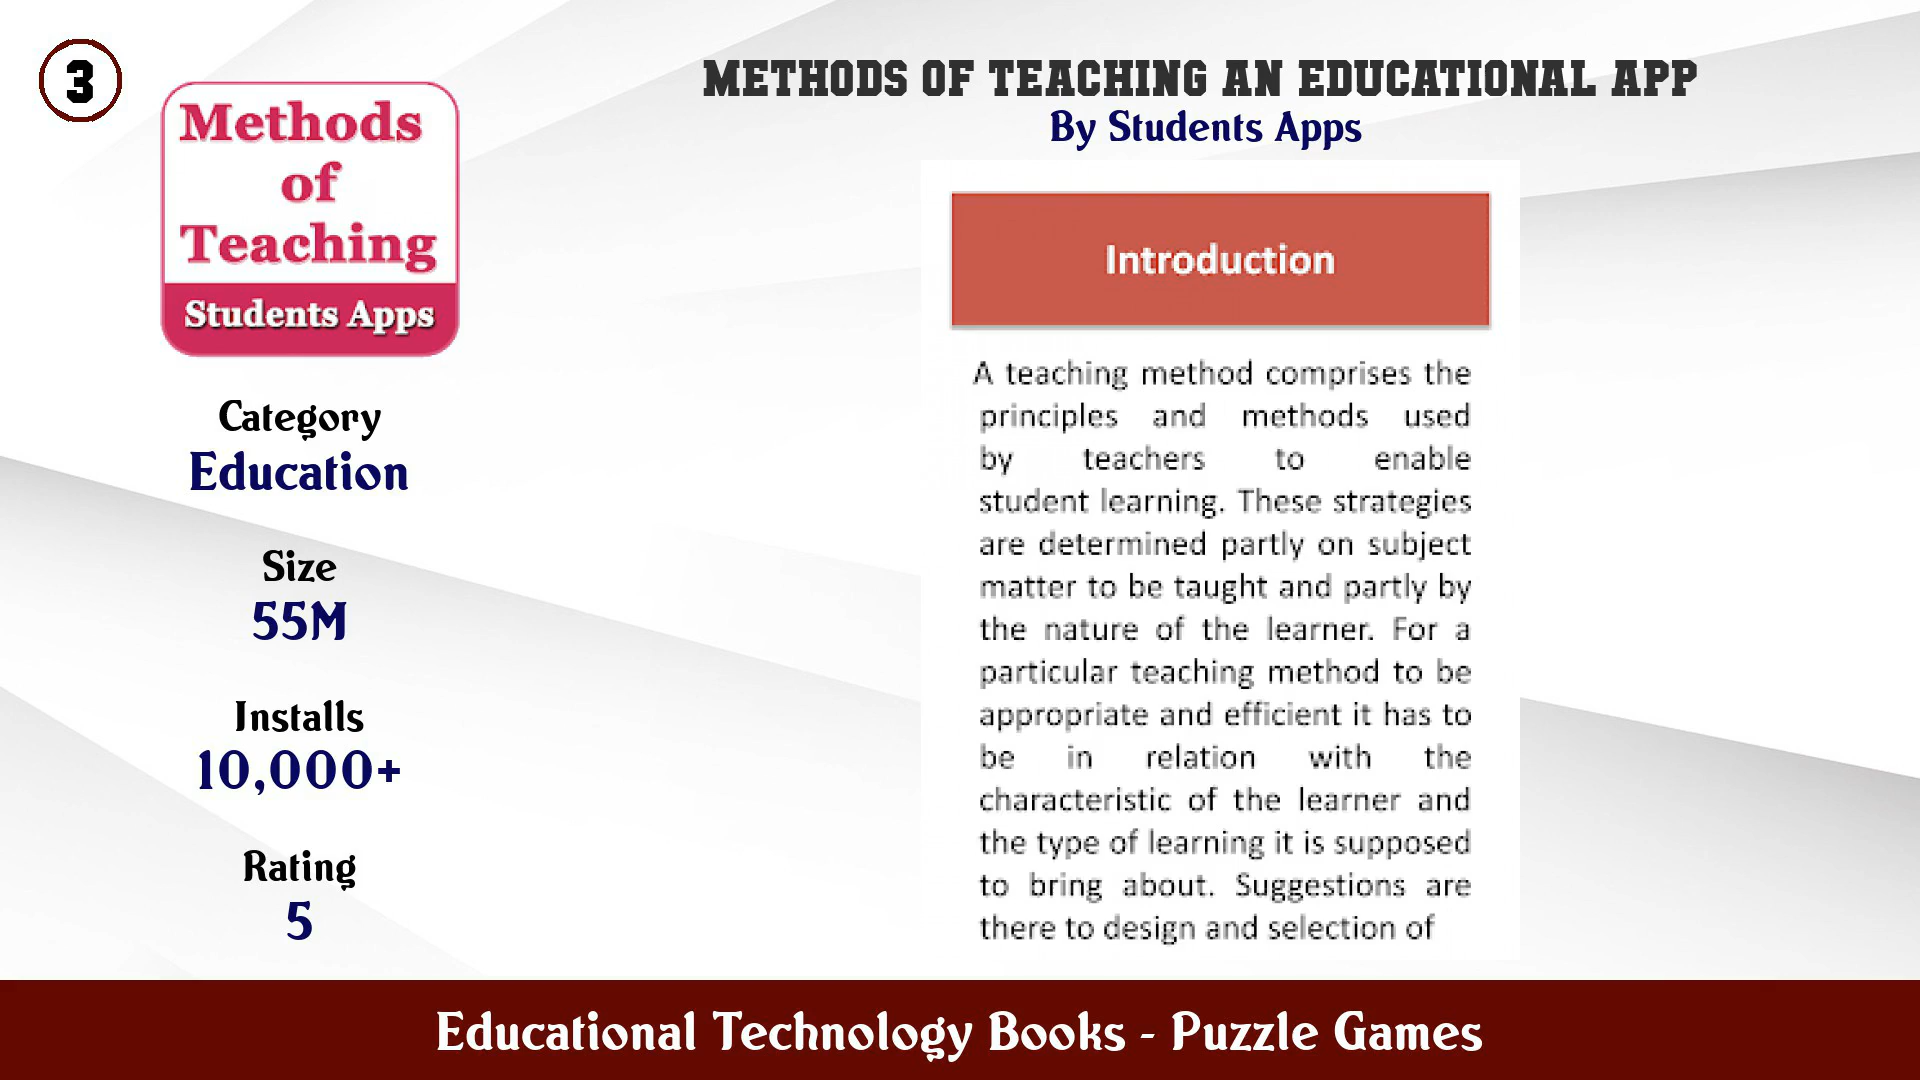 3
Methods
of
Teaching
Students Apps
Category
Education
Size
55M
Installs
10,000+
Rating
5
METHODS OF TEACHING AN EDUCATIONAL APP
By Students Apps
Introduction
A teaching method comprises the
principles and methods used
by teachers to enable
student learning. These strategies
are determined partly on subject
matter to be taught and partly by
the nature of the learner. For a
particular teaching method to be
appropriate and efficient it has to
be in relation with the
characteristic of the learner and
the type of learning it is supposed
to bring about. Suggestions are
there to design and selection of
Educational Technology Books - Puzzle Games